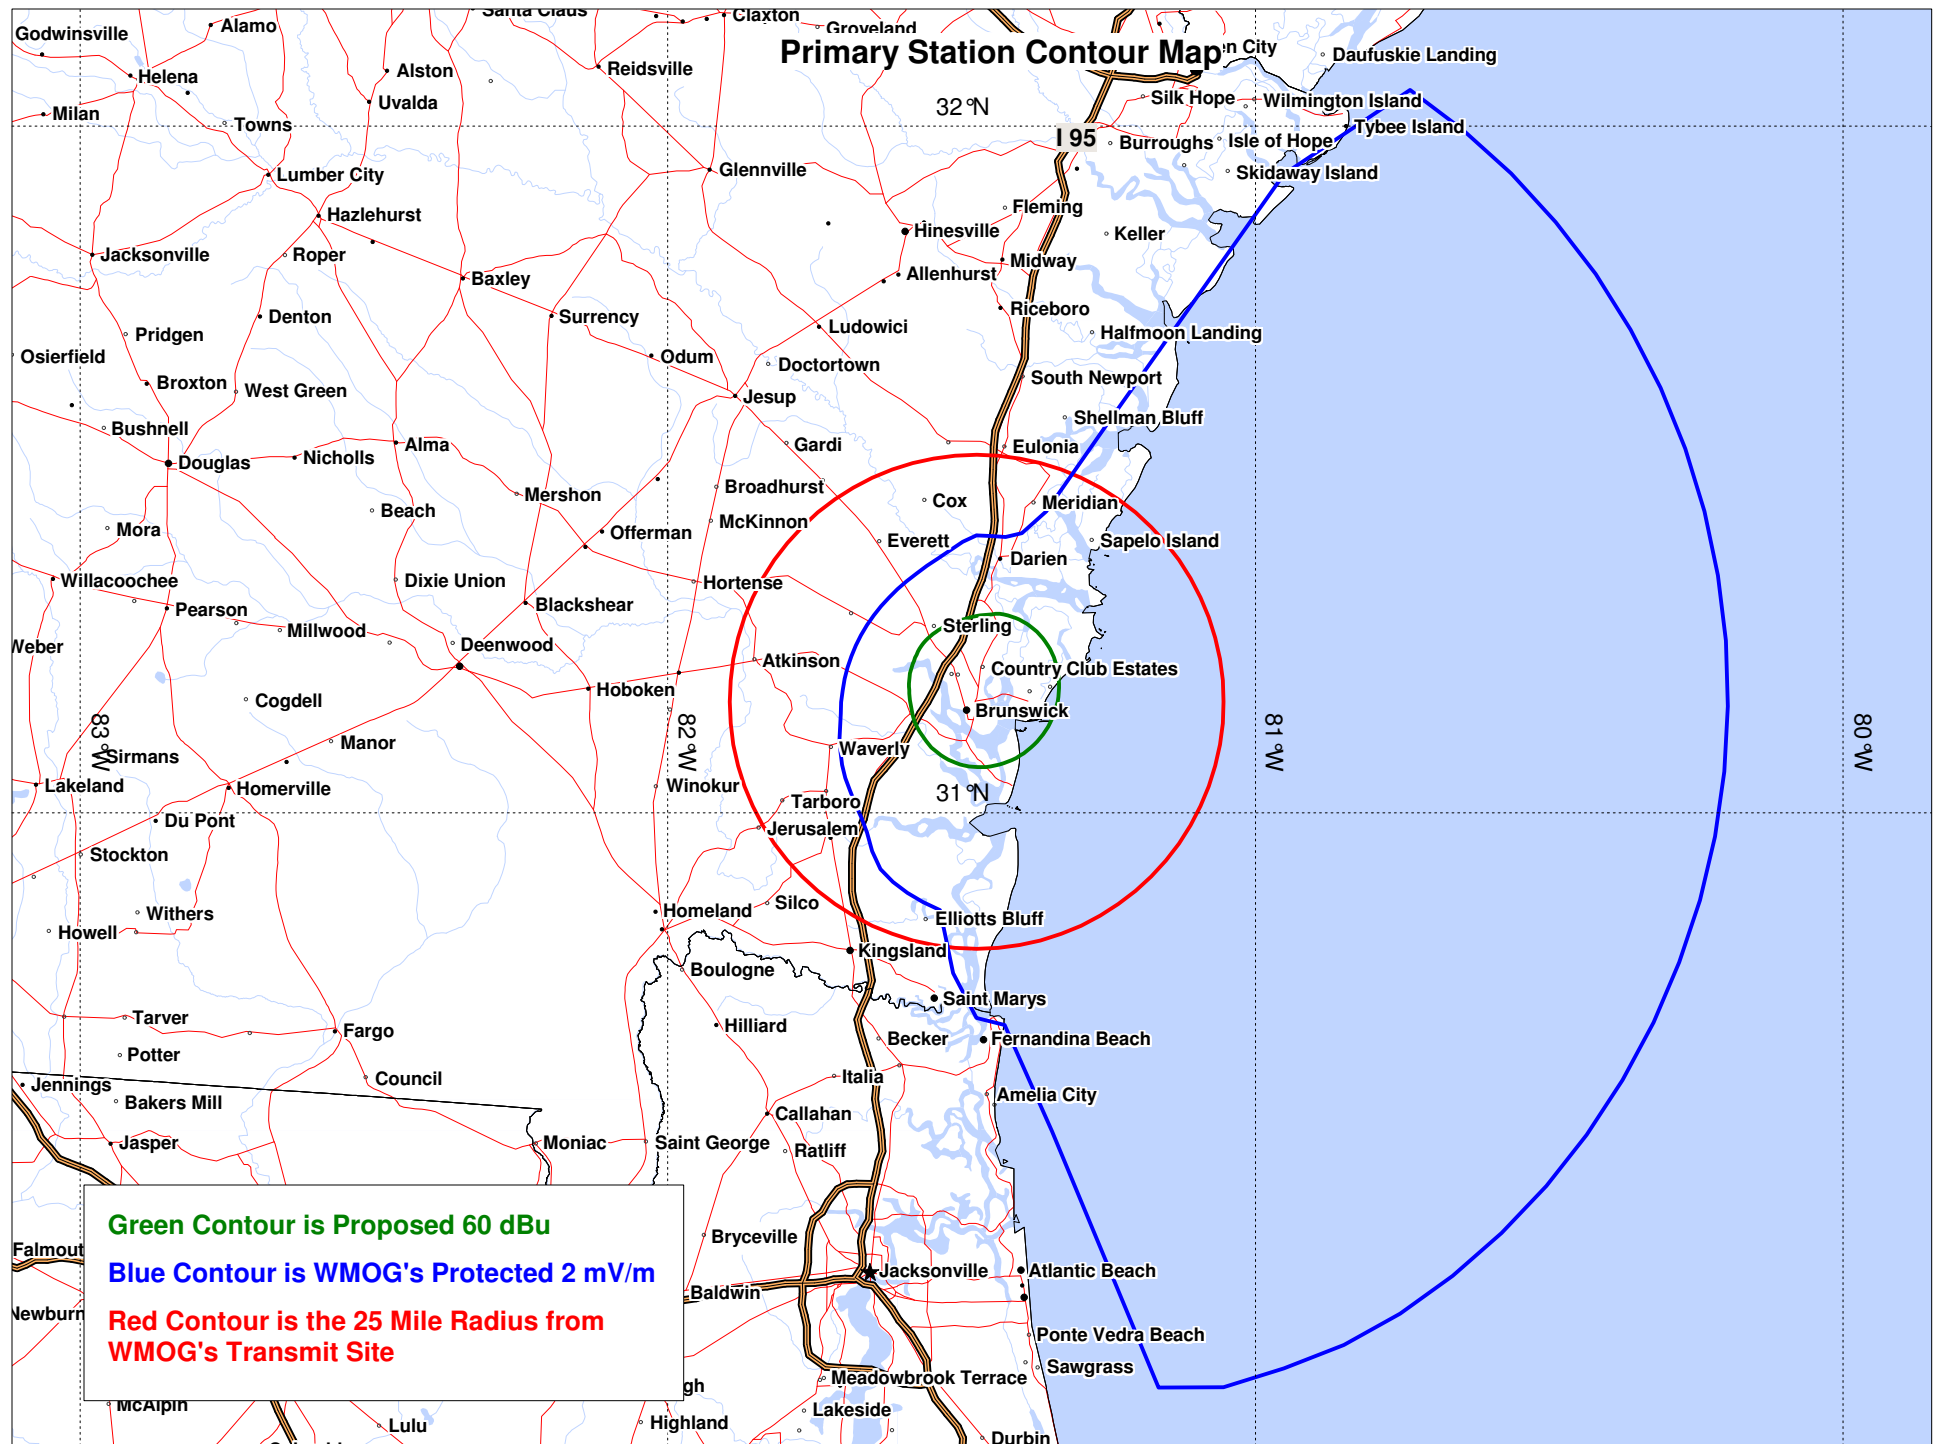 Santa Claus
Claxton
Godwinsville
Alamo
Groveland
Primary Station Contour Map
en City
Daufuskie Landing
Helena
Alston
Reidsville
Uvalda
Silk Hope
Wilmington Island
Milan
32°N
Towns
Tybee Island
I 95
Burroughs
Isle of Hope
Lumber City
Glennville
Skidaway Island
Fleming
Hazlehurst
Hinesville
Keller
Jacksonville
Roper
Midway
Baxley
Allenhurst
Riceboro
Denton
Surrency
Ludowici
Pridgen
Halfmoon Landing
Osierfield
Odum
Doctortown
Broxton
West Green
South Newport
Jesup
Shellman Bluff
Bushnell
Alma
Gardi
Eulonia
Douglas
Nicholls
Mershon
Broadhurst
Cox
Meridian
Beach
McKinnon
Mora
Offerman
Everett
Sapelo Island
Darien
Willacoochee
Dixie Union
Hortense
Pearson
Blackshear
Millwood
Sterling
Weber
Deenwood
Atkinson
Country Club Estates
Cogdell
Hoboken
Brunswick
83°W
82°W
81°W
80°W
Sirmans
Manor
Waverly
Lakeland
Homerville
Winokur
31°N
Tarboro
Du Pont
Jerusalem
Stockton
Withers
Homeland
Silco
Elliotts Bluff
Howell
Kingsland
Boulogne
Saint Marys
Tarver
Fargo
Hilliard
Becker
Fernandina Beach
Potter
Jennings
Council
Italia
Bakers Mill
Amelia City
Callahan
Jasper
Moniac
Saint George
Ratliff
Green Contour is Proposed 60 dBu
Bryceville
Falmout
Blue Contour is WMOG's Protected 2 mV/m
Jacksonville
Atlantic Beach
Baldwin
Newburn
Red Contour is the 25 Mile Radius from
WMOG's Transmit Site
Ponte Vedra Beach
Sawgrass
Meadowbrook Terrace
gh
McAlpin
Lakeside
Lulu
Highland
Durbin